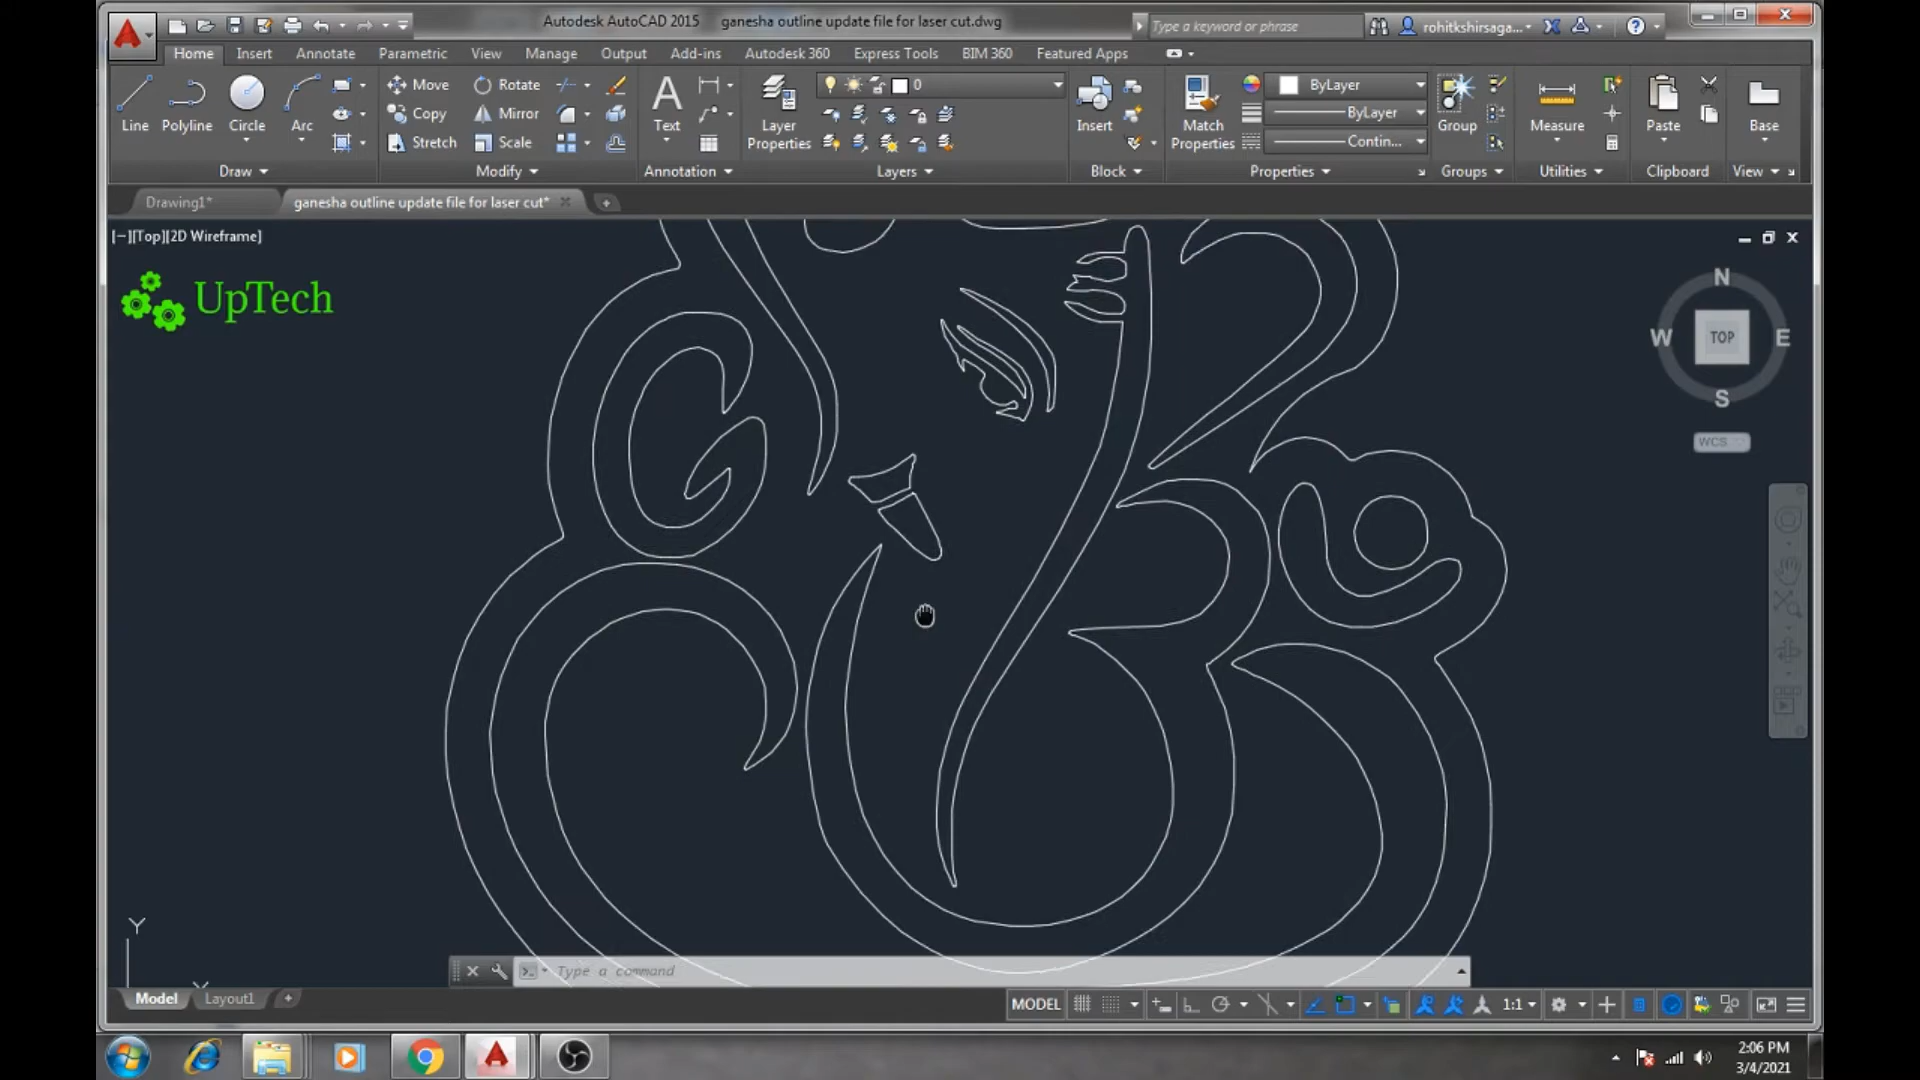 Autodesk AutoCAD 2015 ganesha outline update file for laser cut.dwg
Type a keyword or phrase
rohitkshirsaga...
Home Insert Annotate Parametric View Manage Output Add-ins Autodesk 360 Express Tools BIM 360 Featured Apps
Line Polyline Circle Arc
Move Rotate
Copy Mirror
Stretch Scale
Text
Layer Properties
0
Insert
Match Properties
ByLayer
ByLayer
Contin...
Group
Measure
Paste
Base
Draw Modify Annotation Layers Block Properties Groups Utilities Clipboard View
Drawing1* ganesha outline update file for laser cut*
[−][Top][2D Wireframe]
UpTech
N
W TOP E
S
WCS
Y
Type a command
Model Layout1
MODEL 1:1
2:06 PM
3/4/2021